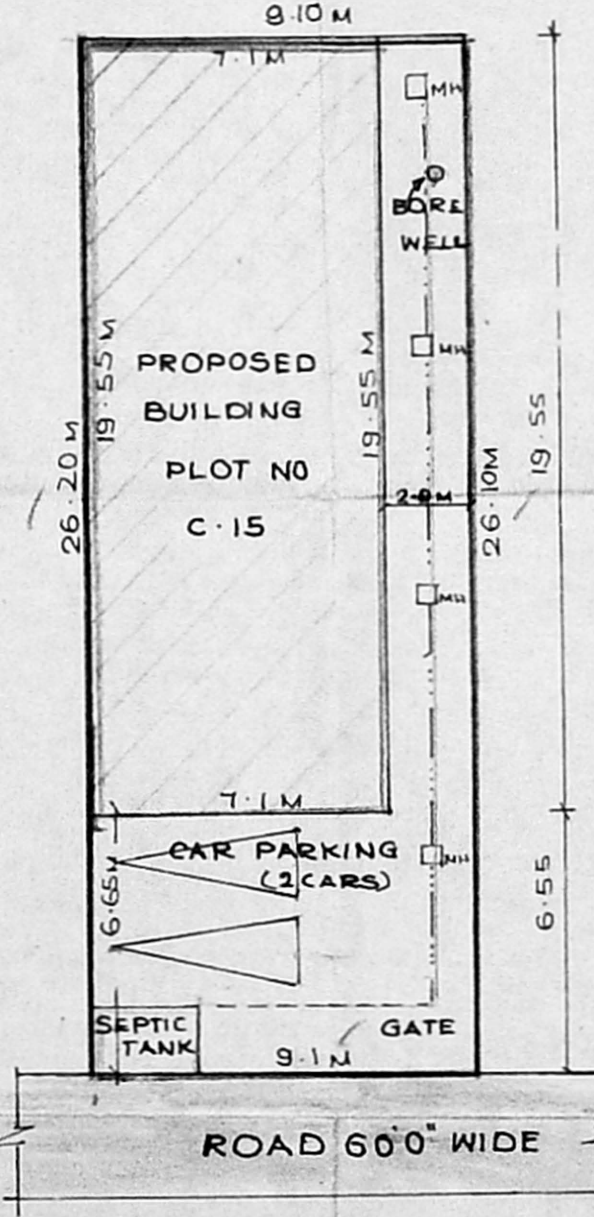 9.10 M
7.1 M
MH
BORE
WELL
19.55 M
PROPOSED
BUILDING
PLOT NO
C.15
19.55 M
MH
26.20 M
2.0 M
26.10M
19.55
MH
7.1 M
CAR PARKING
(2 CARS)
MH
6.65M
6.55
SEPTIC
TANK
GATE
9.1 M
ROAD 60'0" WIDE